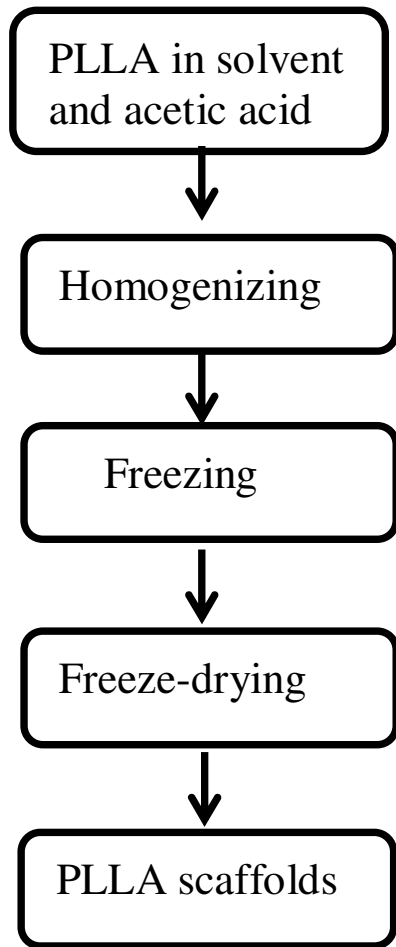 PLLA in solvent
and acetic acid
Homogenizing
Freezing
Freeze-drying
PLLA scaffolds